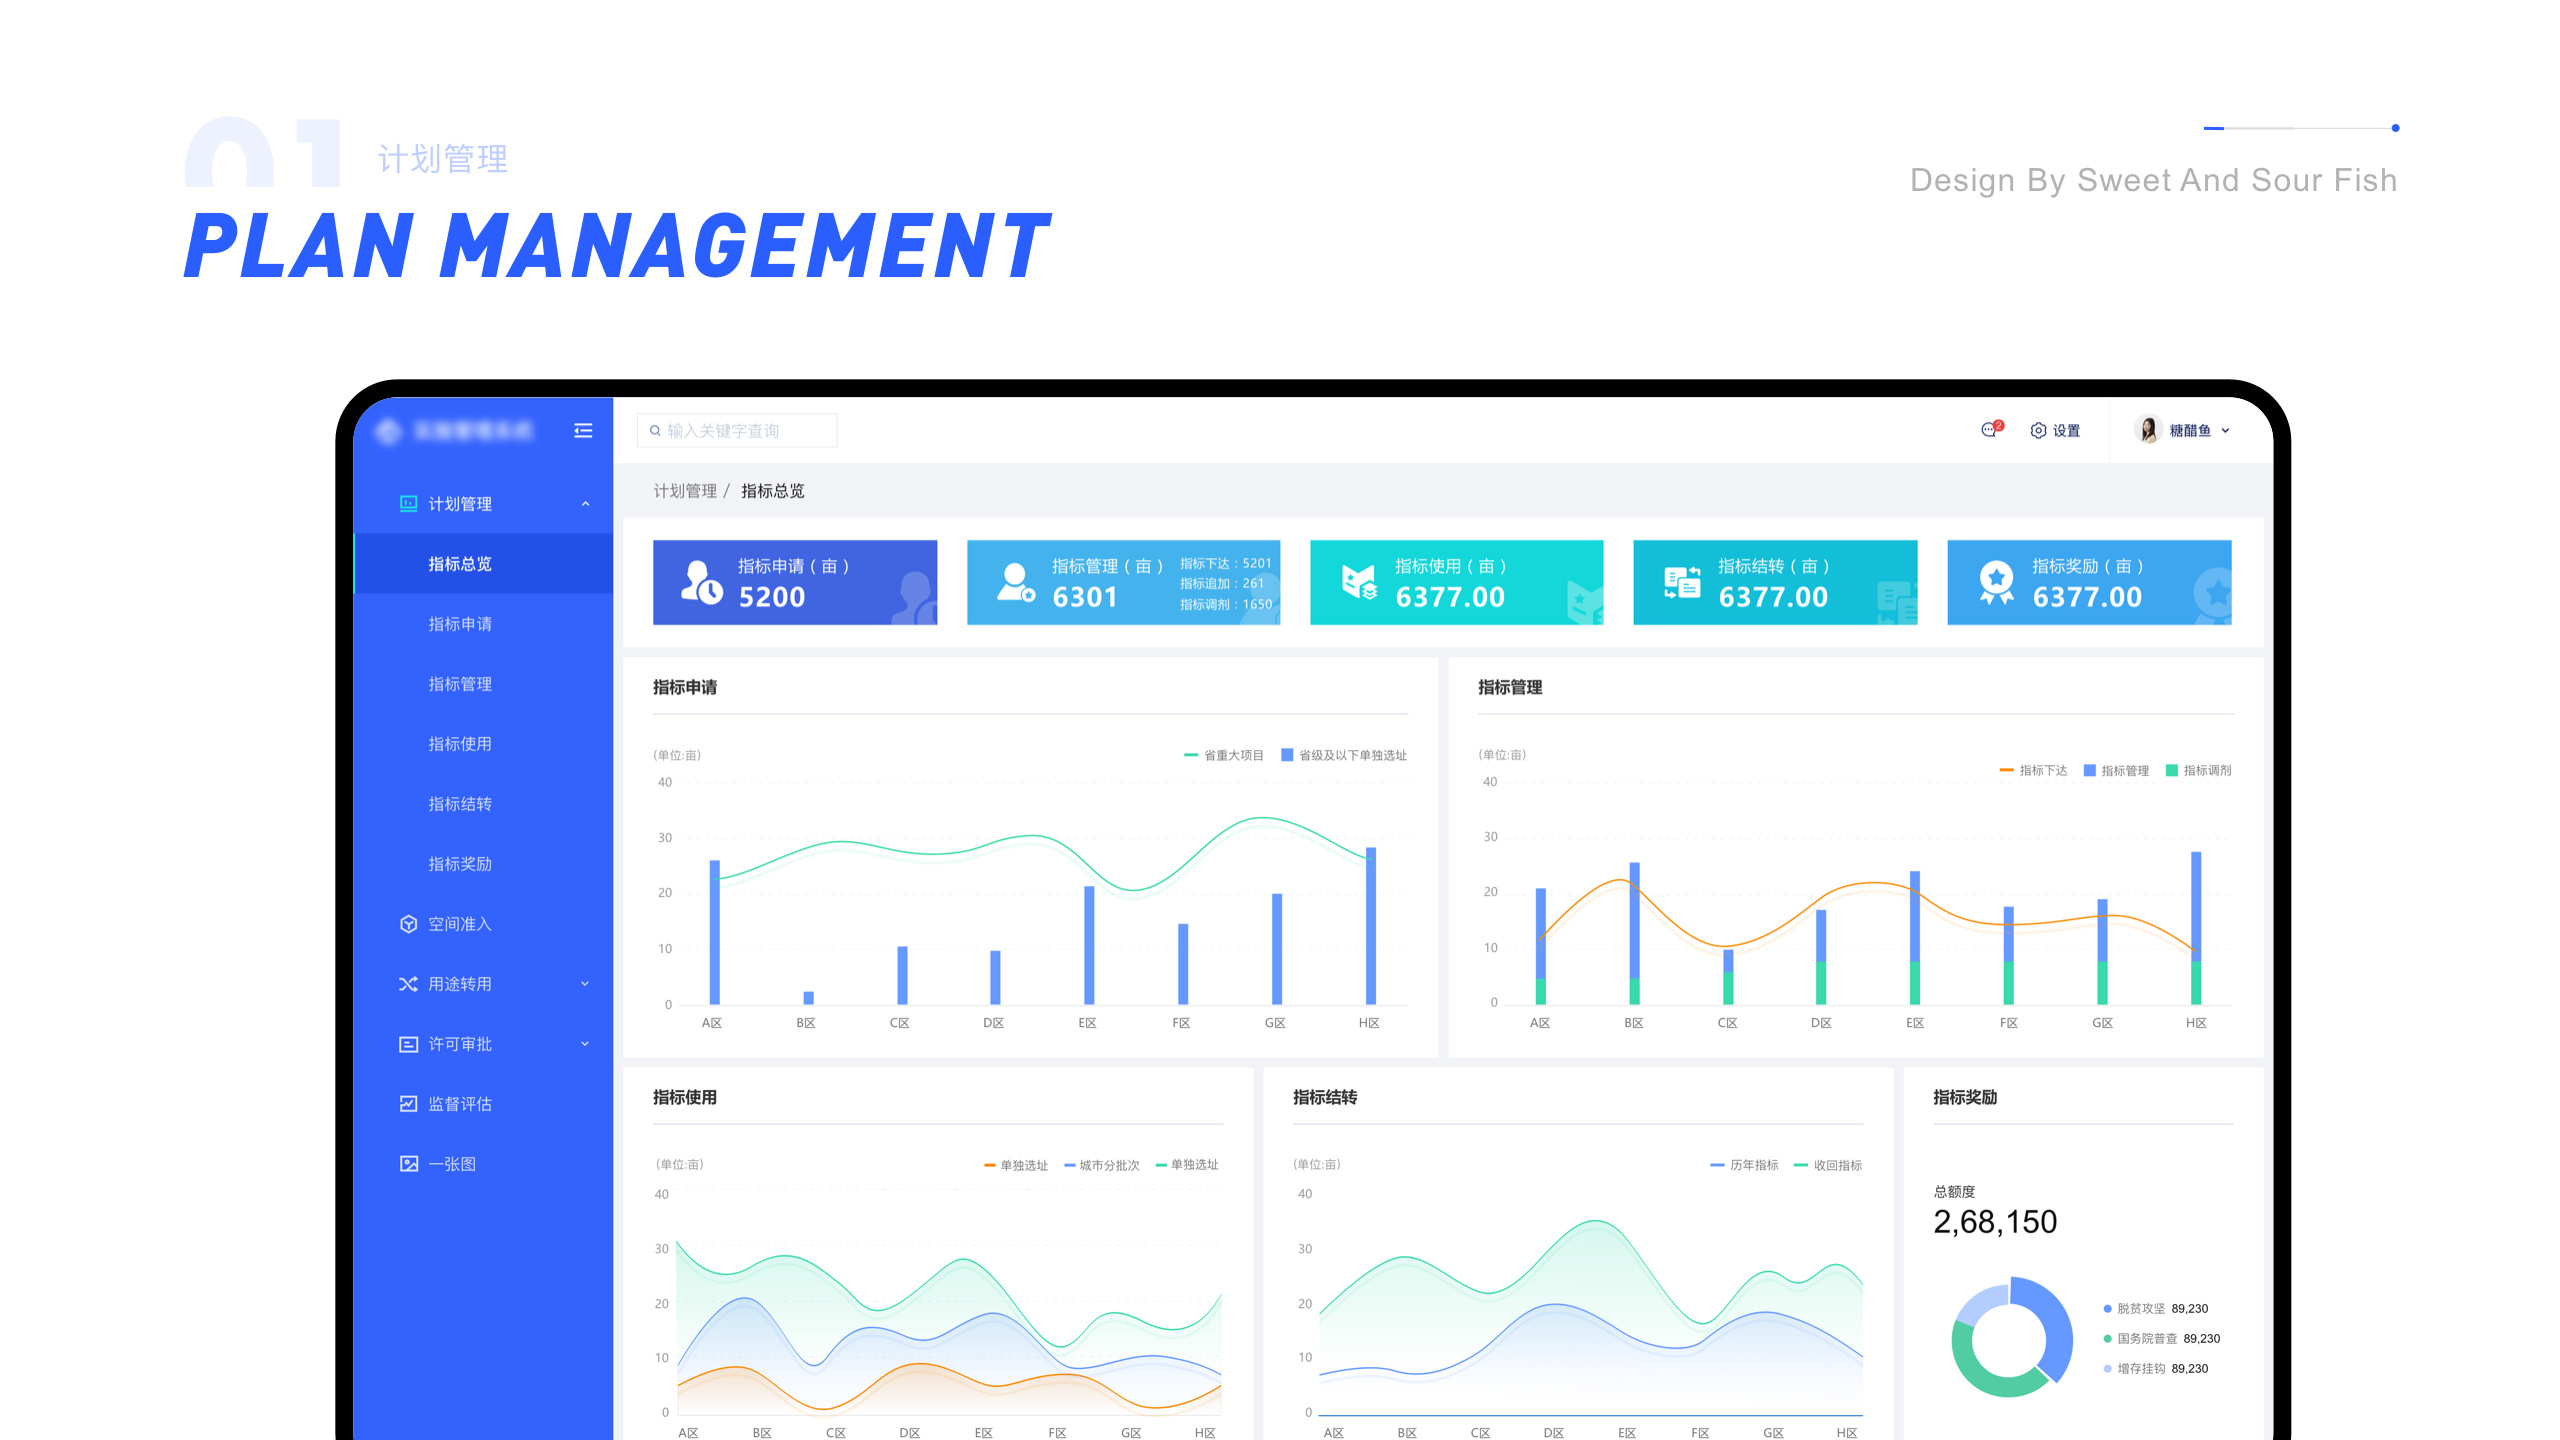 01
计划管理
PLAN MANAGEMENT
Design By Sweet And Sour Fish
输入关键字查询
2
设置
糖醋鱼
计划管理
指标总览
指标申请
指标管理
指标使用
指标结转
指标奖励
空间准入
用途转用
许可审批
监督评估
一张图
计划管理 / 指标总览
指标申请（亩）
5200
指标管理（亩）
6301
指标下达：5201
指标追加：261
指标调剂：1650
指标使用（亩）
6377.00
指标结转（亩）
6377.00
指标奖励（亩）
6377.00
指标申请
(单位:亩)
省重大项目 省级及以下单独选址
40
30
20
10
0
A区 B区 C区 D区 E区 F区 G区 H区
指标管理
(单位:亩)
指标下达 指标管理 指标调剂
40
30
20
10
0
A区 B区 C区 D区 E区 F区 G区 H区
指标使用
(单位:亩)
单独选址 城市分批次 单独选址
40
30
20
10
0
A区 B区 C区 D区 E区 F区 G区 H区
指标结转
(单位:亩)
历年指标 收回指标
40
30
20
10
0
A区 B区 C区 D区 E区 F区 G区 H区
指标奖励
总额度
2,68,150
脱贫攻坚 89,230
国务院普查 89,230
增存挂钩 89,230